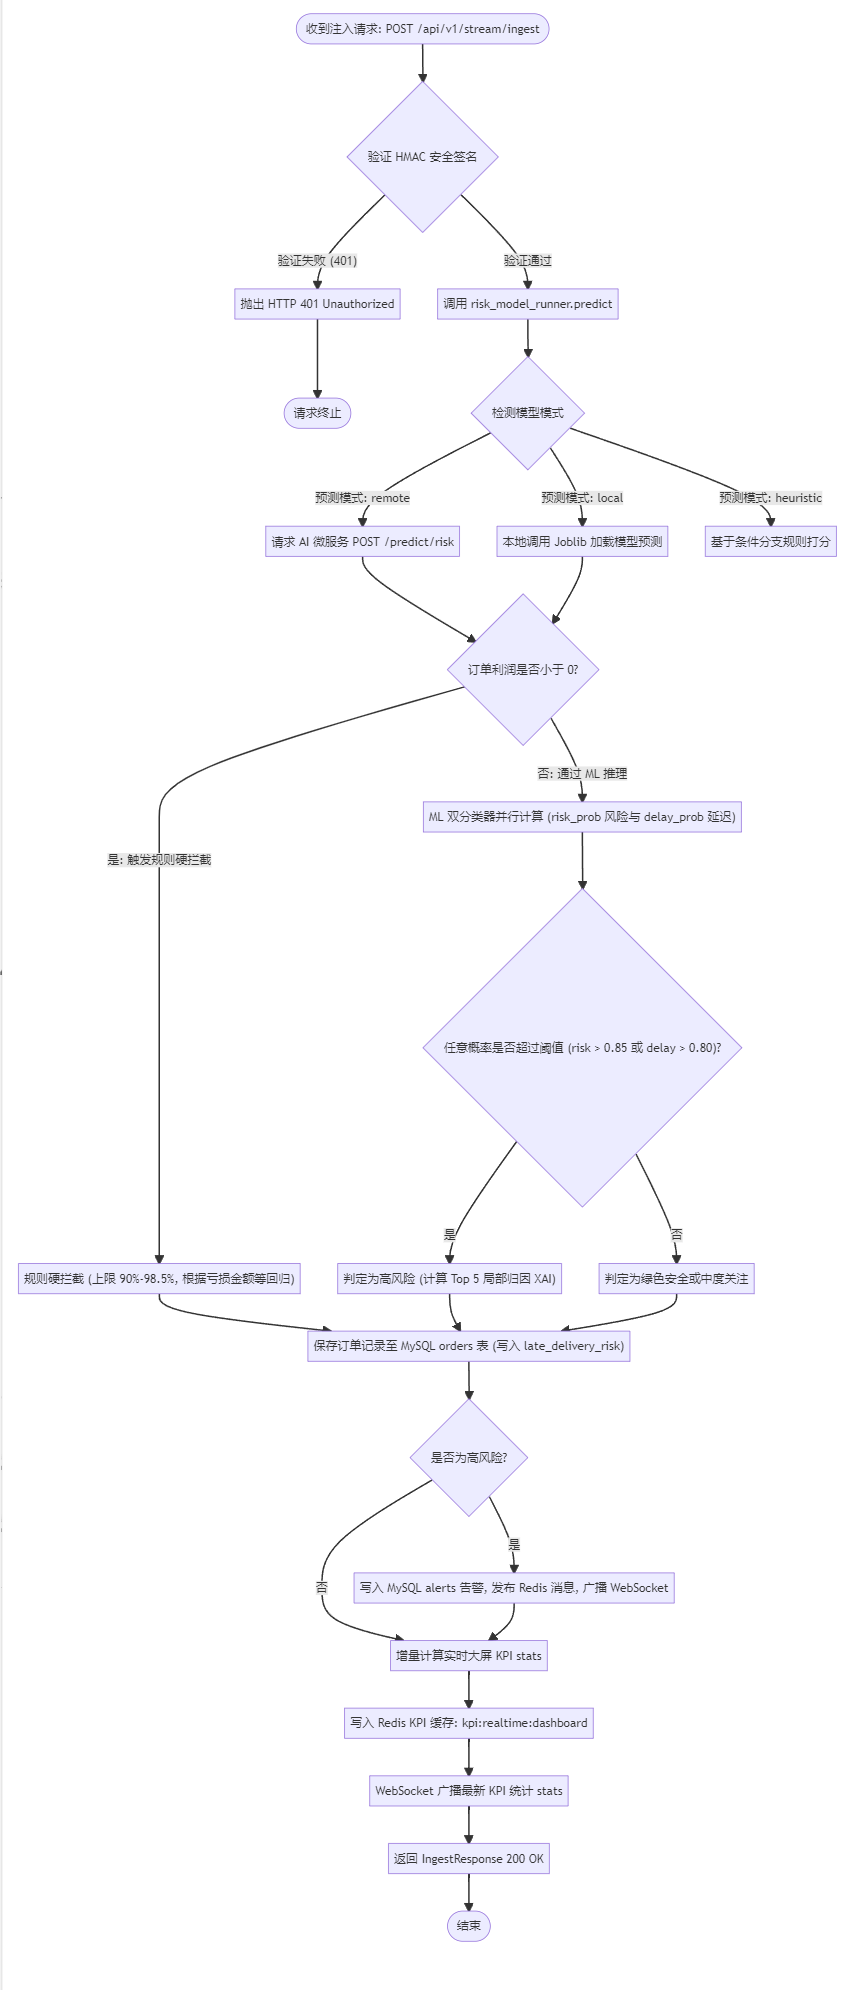 收到注入请求: POST /api/v1/stream/ingest
验证 HMAC 安全签名
验证失败 (401)
验证通过
抛出 HTTP 401 Unauthorized
调用 risk_model_runner.predict
请求终止
检测模型模式
预测模式: remote
预测模式: local
预测模式: heuristic
请求 AI 微服务 POST /predict/risk
本地调用 Joblib 加载模型预测
基于条件分支规则打分
订单利润是否小于 0?
否: 通过 ML 推理
ML 双分类器并行计算 (risk_prob 风险与 delay_prob 延迟)
是: 触发规则硬拦截
任意概率是否超过阈值 (risk > 0.85 或 delay > 0.80)?
是
否
规则硬拦截 (上限 90%-98.5%, 根据亏损金额等回归)
判定为高风险 (计算 Top 5 局部归因 XAI)
判定为绿色安全或中度关注
保存订单记录至 MySQL orders 表 (写入 late_delivery_risk)
是否为高风险?
是
否
写入 MySQL alerts 告警, 发布 Redis 消息, 广播 WebSocket
增量计算实时大屏 KPI stats
写入 Redis KPI 缓存: kpi:realtime:dashboard
WebSocket 广播最新 KPI 统计 stats
返回 IngestResponse 200 OK
结束